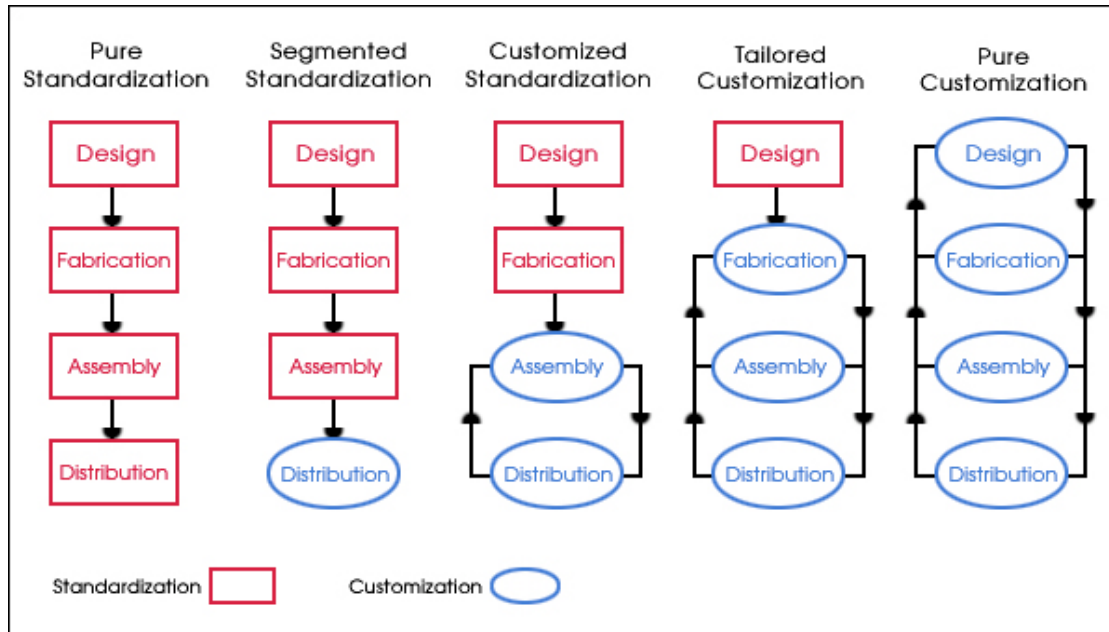 Pure
Standardization
Segmented
Standardization
Customized
Standardization
Tailored
Customization
Pure
Customization
Design
Design
Design
Design
Design
Fabrication
Fabrication
Fabrication
Fabrication
Fabrication
Assembly
Assembly
Assembly
Assembly
Assembly
Distribution
Distribution
Distribution
Distribution
Distribution
Standardization
Customization